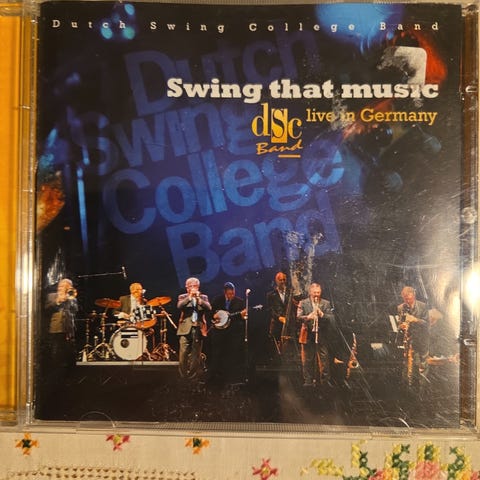 Dutch Swing College Band
Swing that music
dsc
Band
live in Germany
Dutch
Swing
College
Band